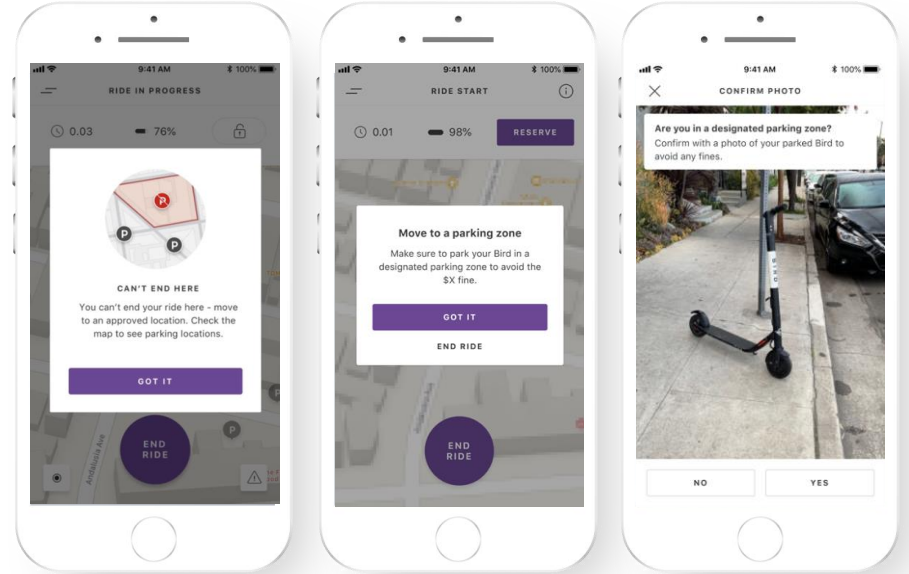 9:41 AM
100%
RIDE IN PROGRESS
0.03
76%
P
P
P
CAN'T END HERE
You can't end your ride here – move
to an approved location. Check the
map to see parking locations.
GOT IT
P
P
END
RIDE
Andalusia Ave
9:41 AM
100%
RIDE START
0.01
98%
RESERVE
Move to a parking zone
Make sure to park your Bird in a
designated parking zone to avoid the
$X fine.
GOT IT
END RIDE
END
RIDE
9:41 AM
100%
CONFIRM PHOTO
Are you in a designated parking zone?
Confirm with a photo of your parked Bird to
avoid any fines.
BIRD
NO
YES